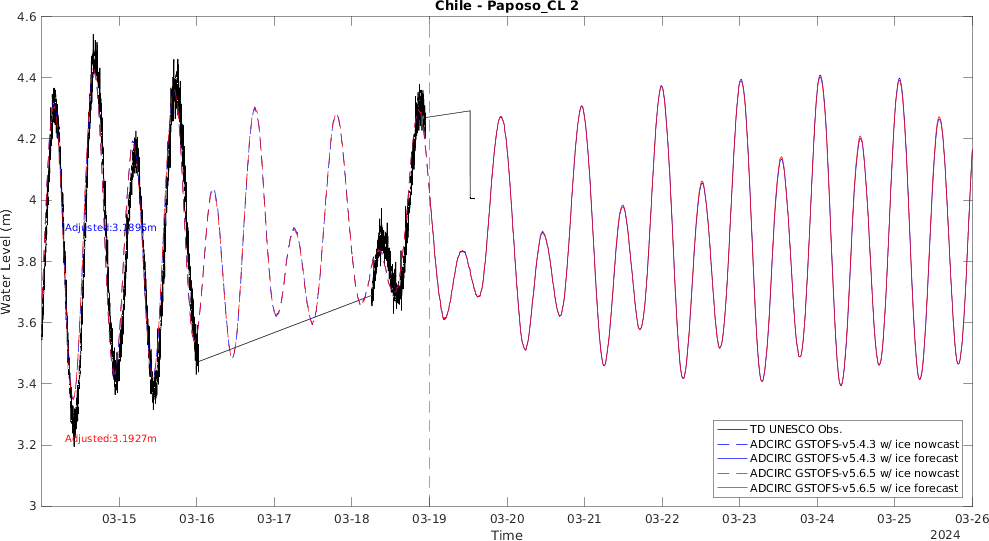 Chile - Paposo_CL 2
4.6
4.4
4.2
4
3.8
3.6
3.4
3.2
3
Water Level (m)
Adjusted:3.1896m
Adjusted:3.1927m
TD UNESCO Obs.
ADCIRC GSTOFS-v5.4.3 w/ ice nowcast
ADCIRC GSTOFS-v5.4.3 w/ ice forecast
ADCIRC GSTOFS-v5.6.5 w/ ice nowcast
ADCIRC GSTOFS-v5.6.5 w/ ice forecast
03-15 03-16 03-17 03-18 03-19 03-20 03-21 03-22 03-23 03-24 03-25 03-26
Time
2024